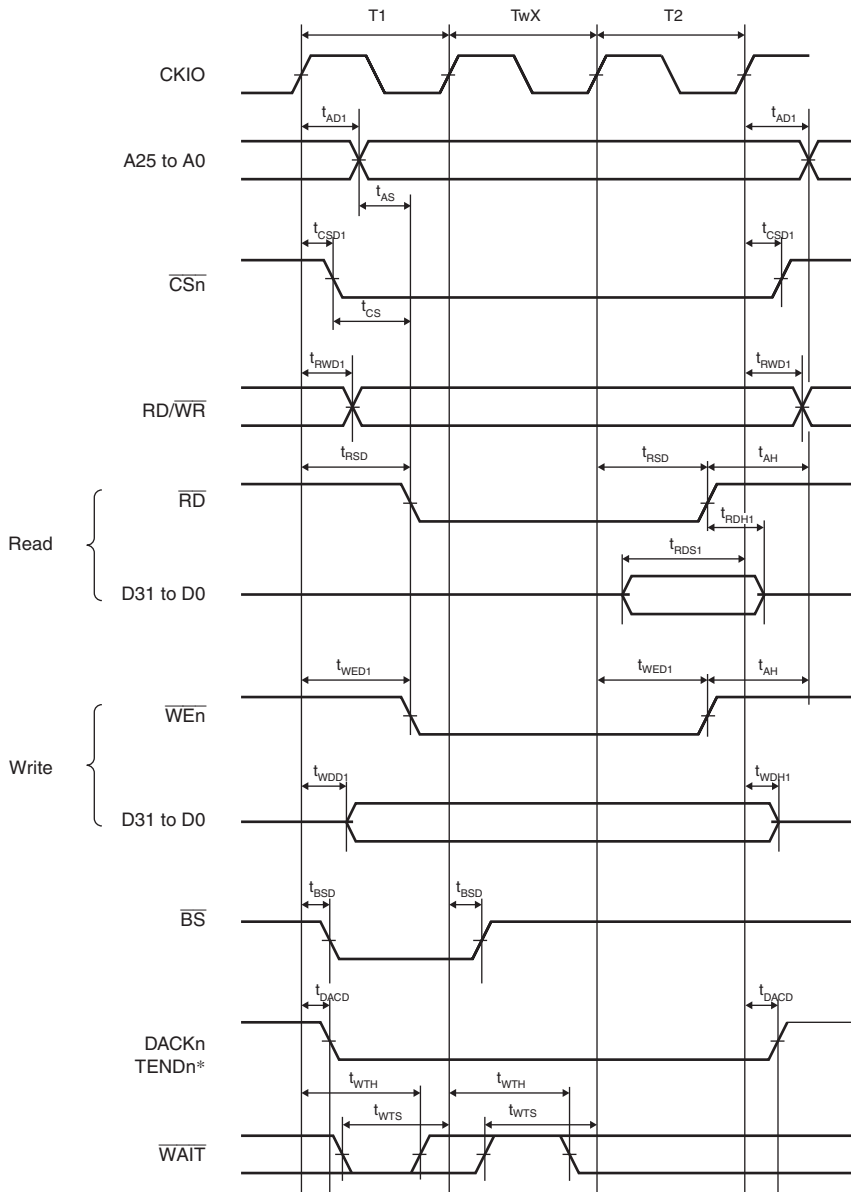 T1 TwX T2
CKIO
tAD1 tAD1
A25 to A0
tAS
tCSD1 tCSD1
CSn
tCS
tRWD1 tRWD1
RD/WR
tRSD tRSD tAH
RD
tRDH1
Read
tRDS1
D31 to D0
tWED1 tWED1 tAH
WEn
Write
tWDD1 tWDH1
D31 to D0
tBSD tBSD
BS
tDACD tDACD
DACKn
TENDn*
tWTH tWTH
tWTS tWTS
WAIT